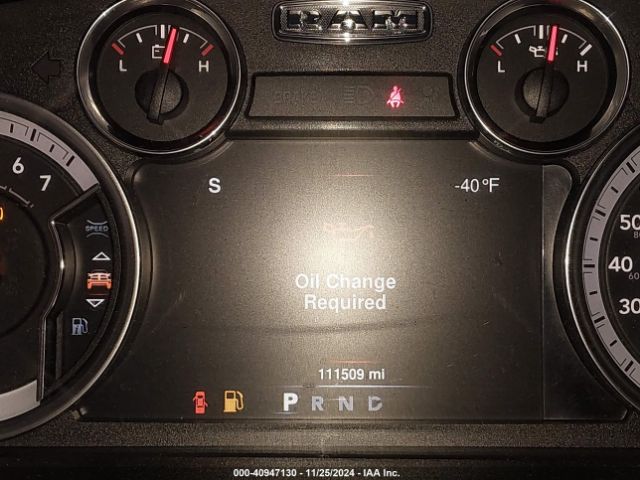 RAM
L H
L H
S -40°F
6 7
SPEED
Oil Change
Required
50
40
60
30
111509 mi
P R N D
000-40947130 - 11/25/2024 - IAA Inc.